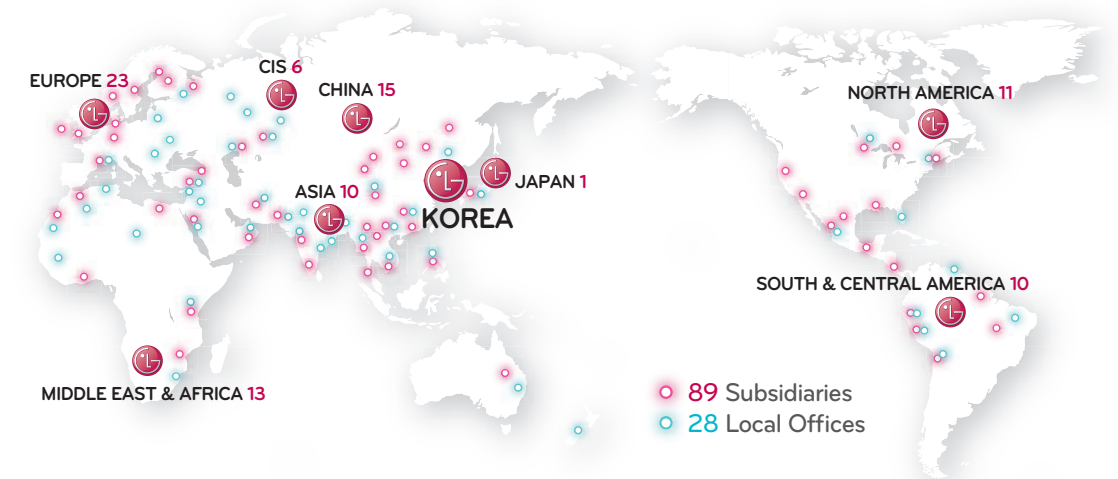 EUROPE 23
CIS 6
CHINA 15
NORTH AMERICA 11
ASIA 10
JAPAN 1
KOREA
SOUTH & CENTRAL AMERICA 10
MIDDLE EAST & AFRICA 13
89 Subsidiaries
28 Local Offices